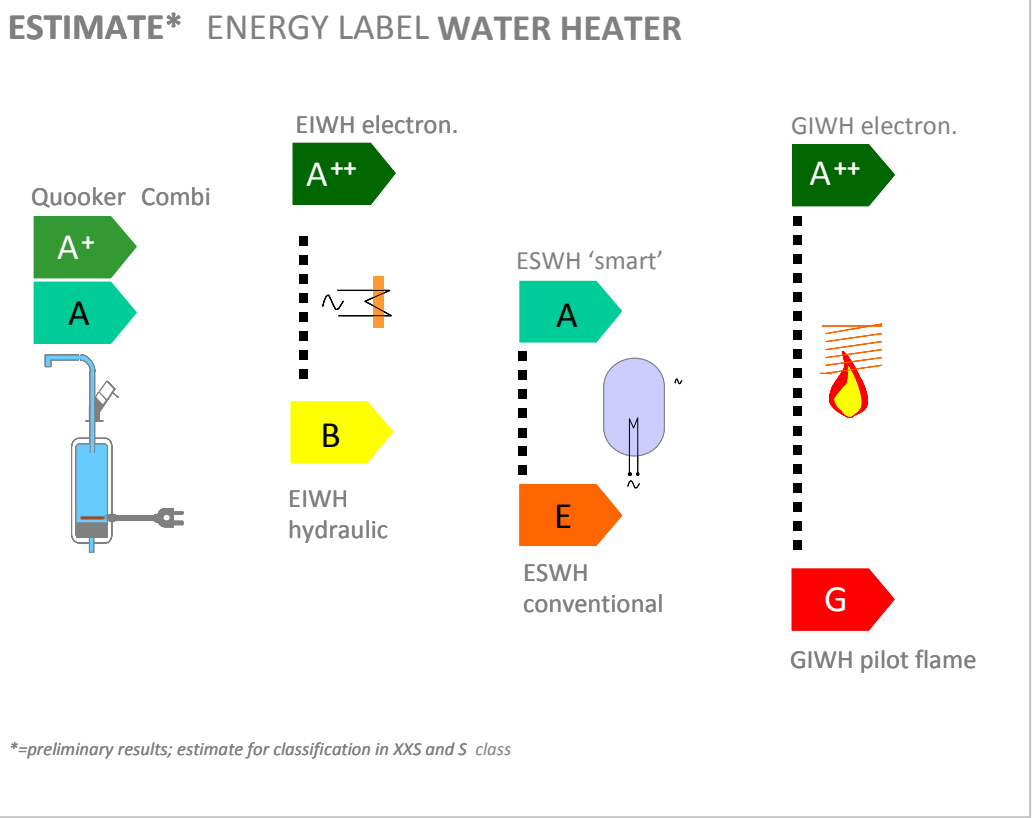 ESTIMATE* ENERGY LABEL WATER HEATER
EIWH electron.
A++
GIWH electron.
A++
Quooker Combi
A+
A
ESWH ‘smart’
A
B
EIWH
hydraulic
E
ESWH
conventional
G
GIWH pilot flame
*=preliminary results; estimate for classification in XXS and S class